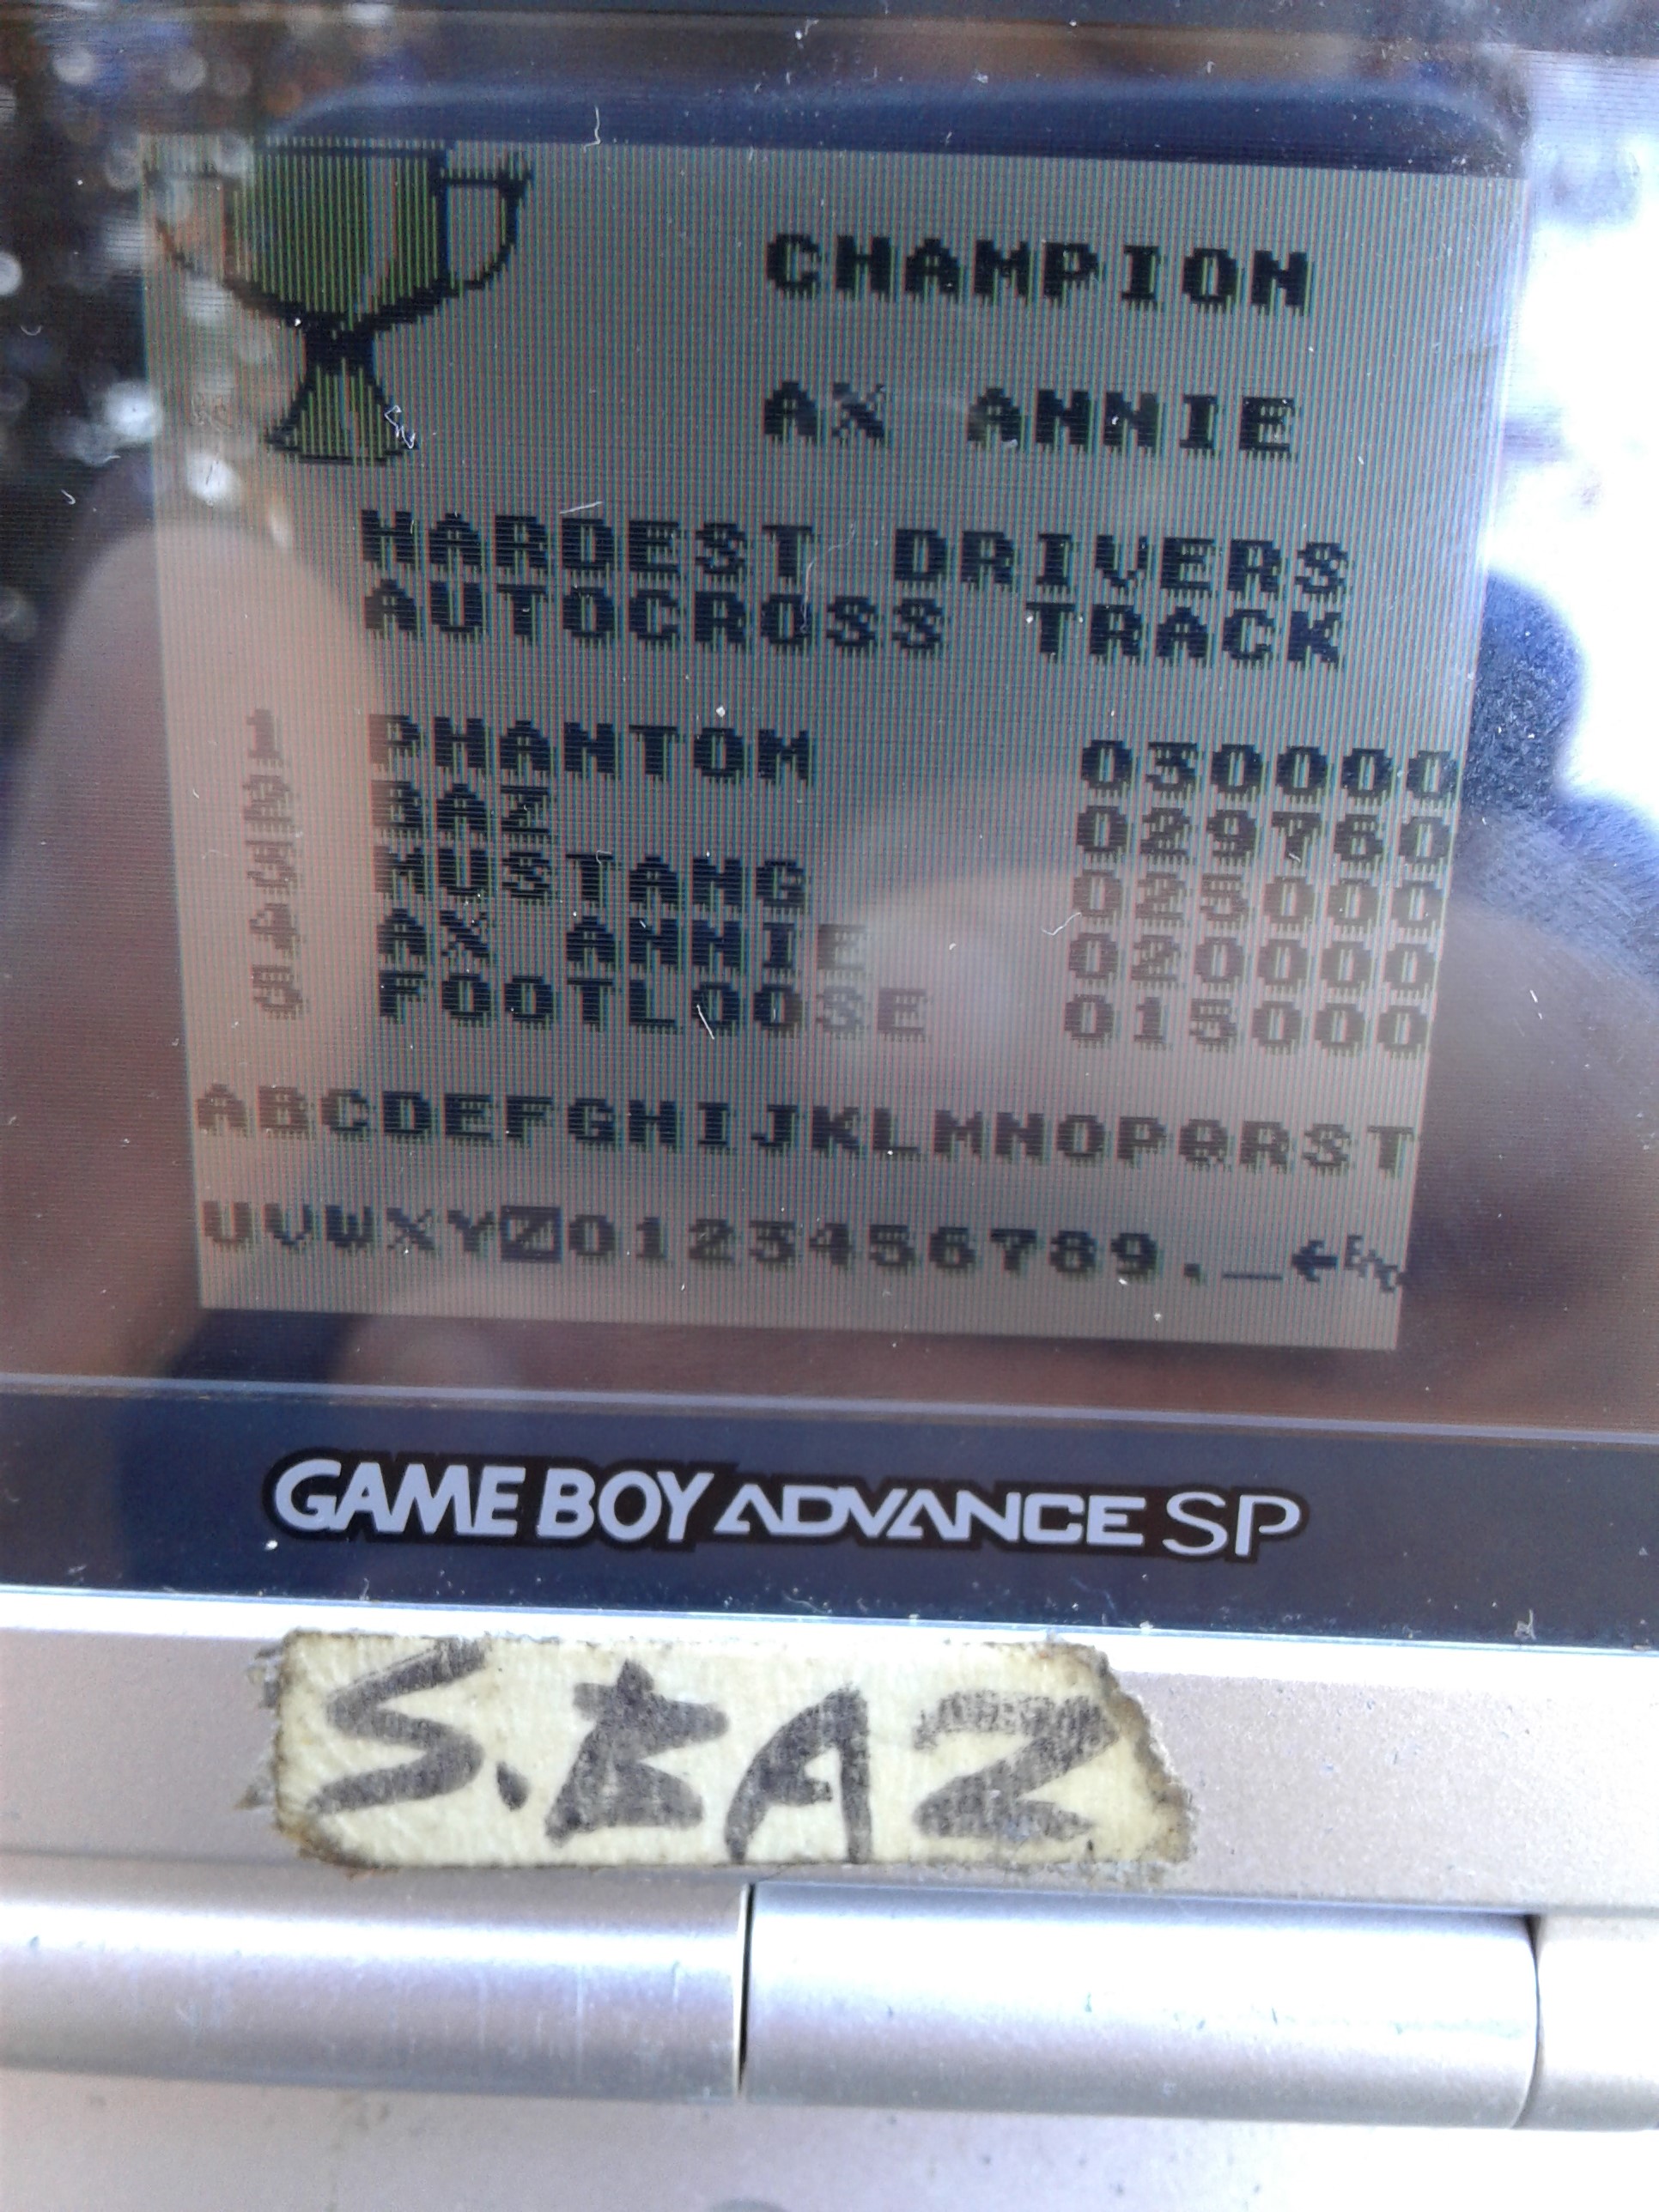 CHAMPION
AX ANNIE
HARDEST DRIVERS
AUTOCROSS TRACK
1 PHANTOM 030000
2 BAZ 029760
3 MUSTANG 025000
4 AX ANNIE 020000
5 FOOTLOOSE 015000
ABCDEFGHIJKLMNOPQRST
UVWXYZ0123456789._←End
GAME BOY ADVANCE SP
S.BAZ